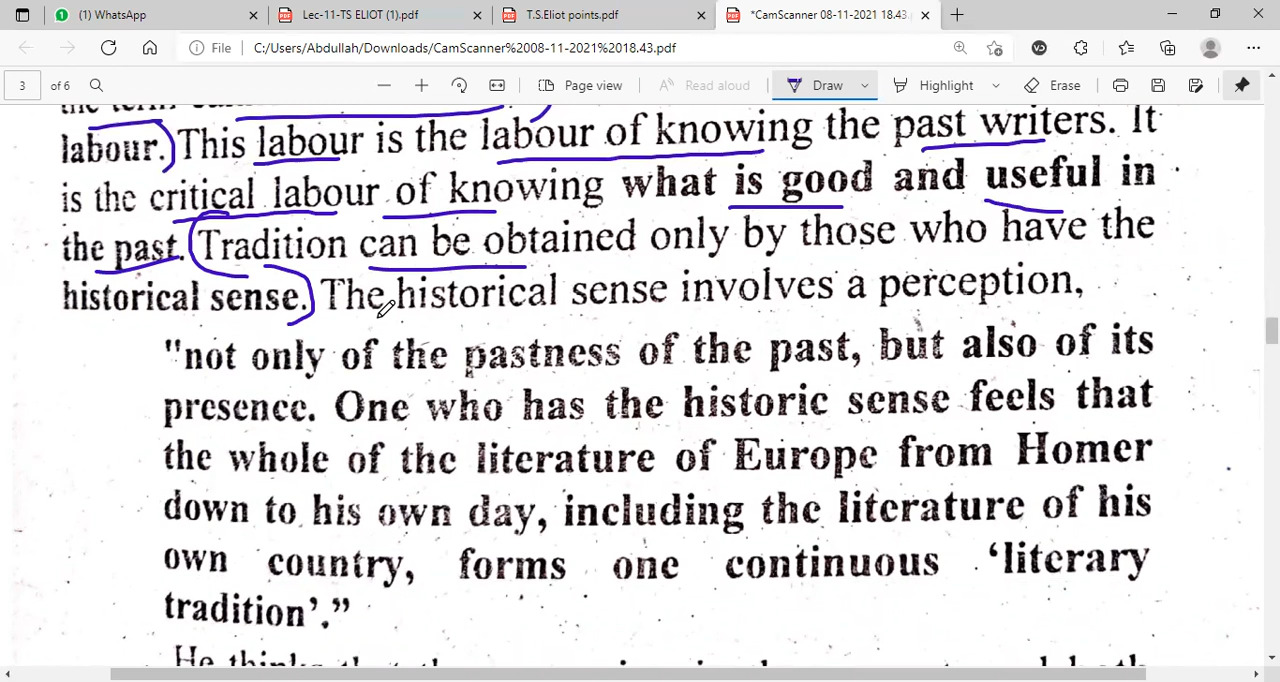 (1) WhatsApp
Lec-11-TS ELIOT (1).pdf
T.S.Eliot points.pdf
*CamScanner 08-11-2021 18.43
File
C:/Users/Abdullah/Downloads/CamScanner%2008-11-2021%2018.43.pdf
3 of 6
Page view
Read aloud
Draw
Highlight
Erase
the term
labour. This labour is the labour of knowing the past writers. It
is the critical labour of knowing what is good and useful in
the past. Tradition can be obtained only by those who have the
historical sense. The historical sense involves a perception,
"not only of the pastness of the past, but also of its
presence. One who has the historic sense feels that
the whole of the literature of Europe from Homer
down to his own day, including the literature of his
own country, forms one continuous ‘literary
tradition’.”
He thinks that the